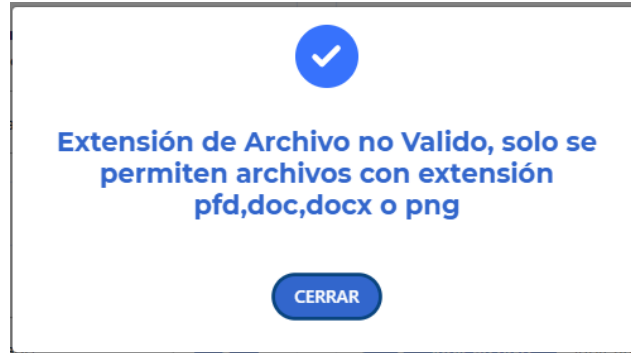 Extensión de Archivo no Valido, solo se
permiten archivos con extensión
pfd,doc,docx o png
CERRAR